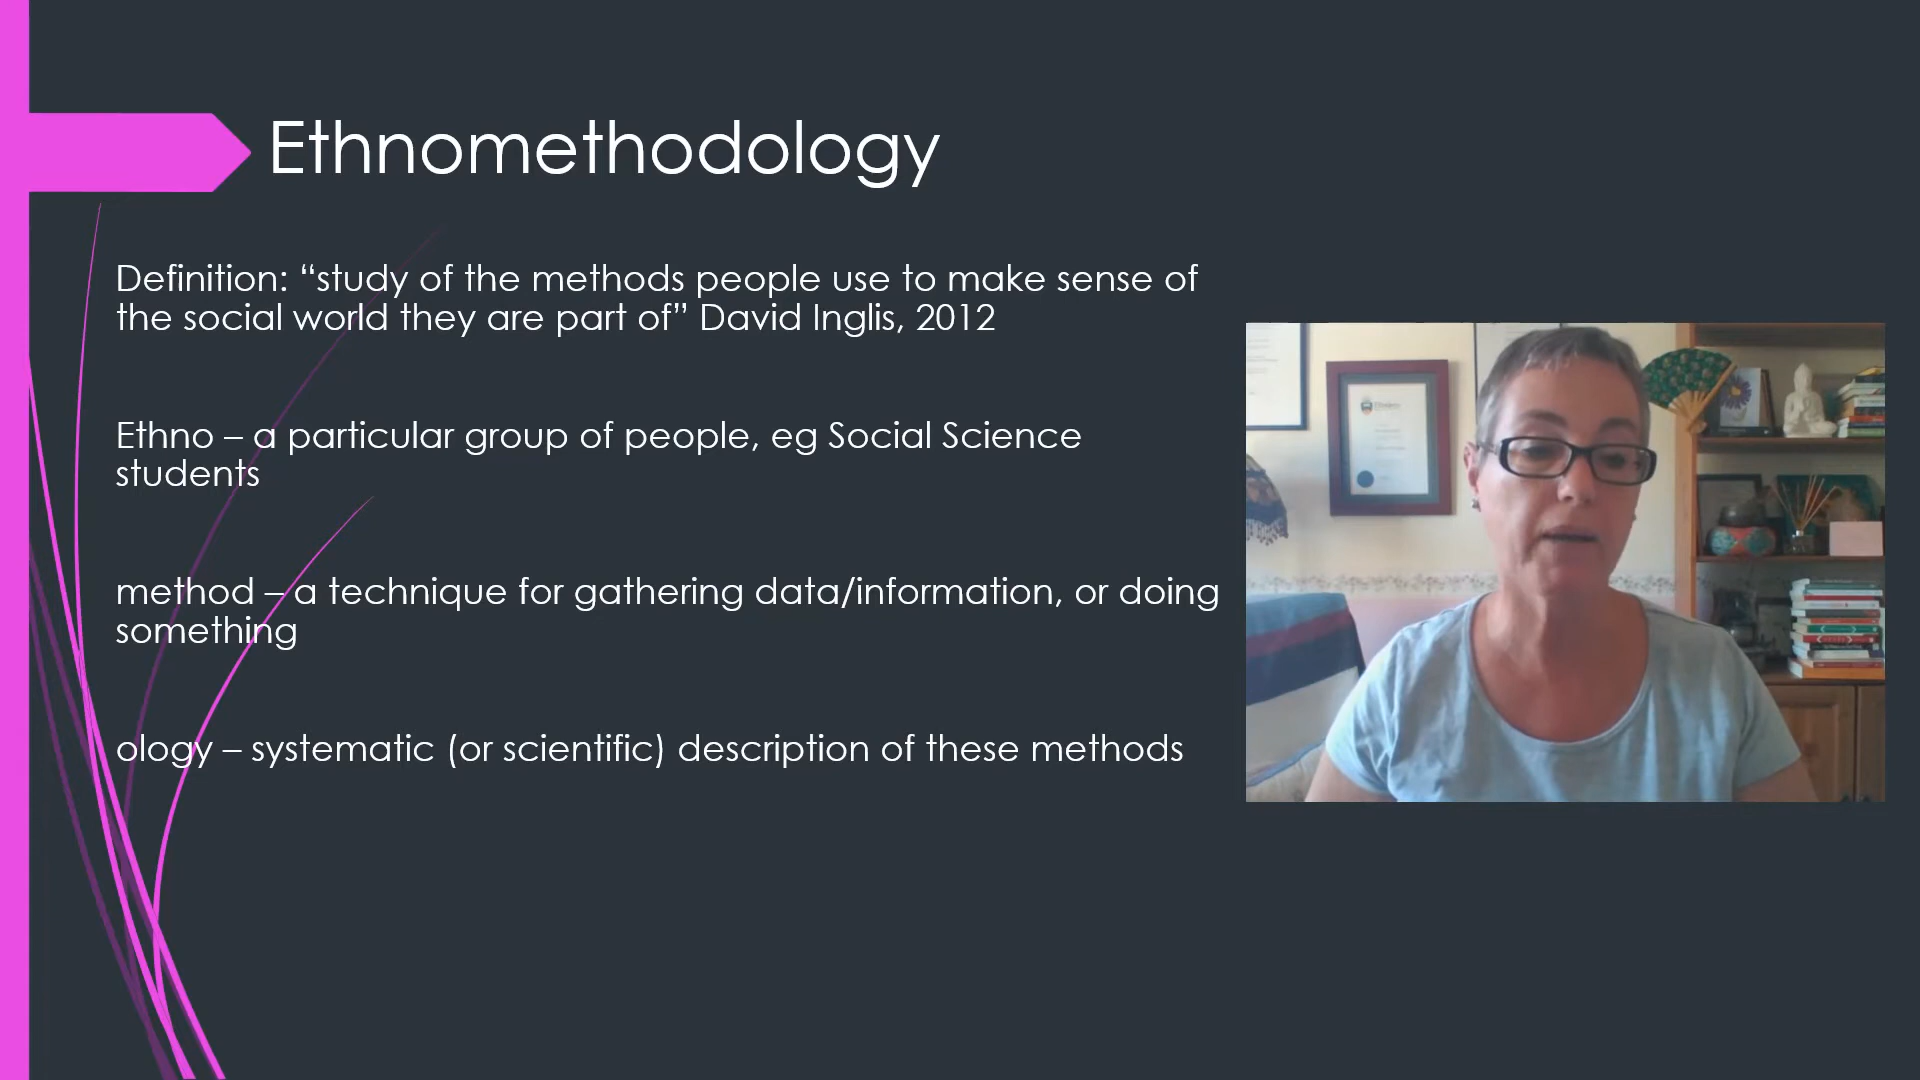 Ethnomethodology
Definition: “study of the methods people use to make sense of
the social world they are part of” David Inglis, 2012
Ethno – a particular group of people, eg Social Science
students
method – a technique for gathering data/information, or doing
something
ology – systematic (or scientific) description of these methods